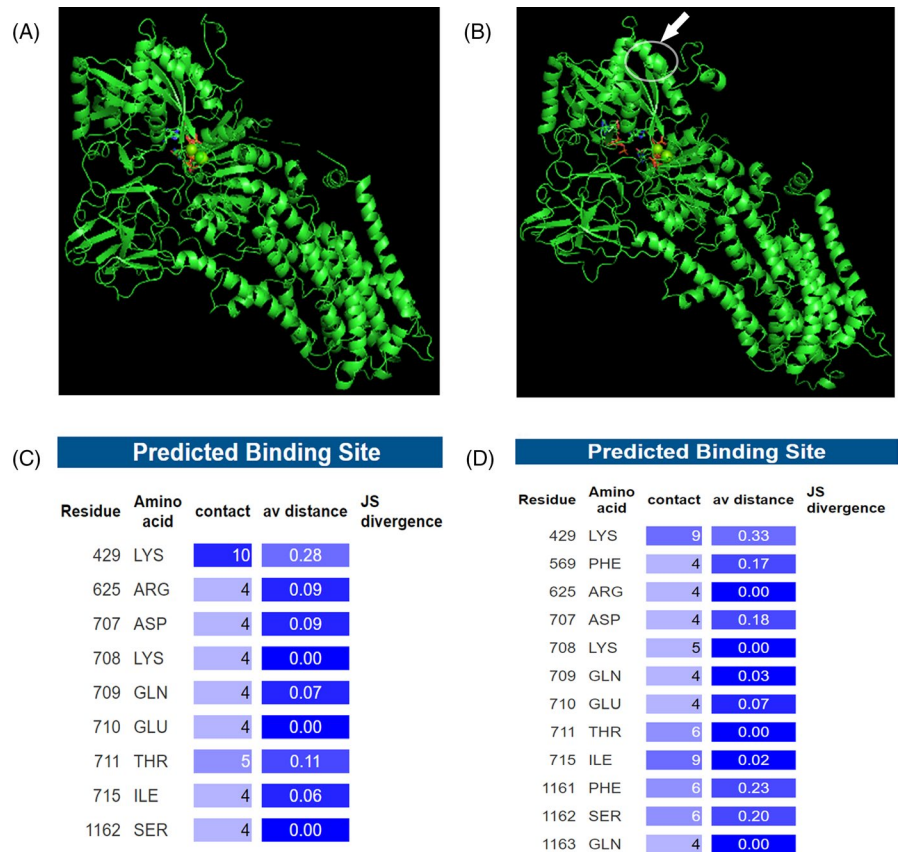 (A)
(B)
(C)
Predicted Binding Site
Residue Amino acid contact av distance JS divergence
429 LYS 10 0.28
625 ARG 4 0.09
707 ASP 4 0.09
708 LYS 4 0.00
709 GLN 4 0.07
710 GLU 4 0.00
711 THR 5 0.11
715 ILE 4 0.06
1162 SER 4 0.00
(D)
Predicted Binding Site
Residue Amino acid contact av distance JS divergence
429 LYS 9 0.33
569 PHE 4 0.17
625 ARG 4 0.00
707 ASP 4 0.18
708 LYS 5 0.00
709 GLN 4 0.03
710 GLU 4 0.07
711 THR 6 0.00
715 ILE 9 0.02
1161 PHE 6 0.23
1162 SER 6 0.20
1163 GLN 4 0.00